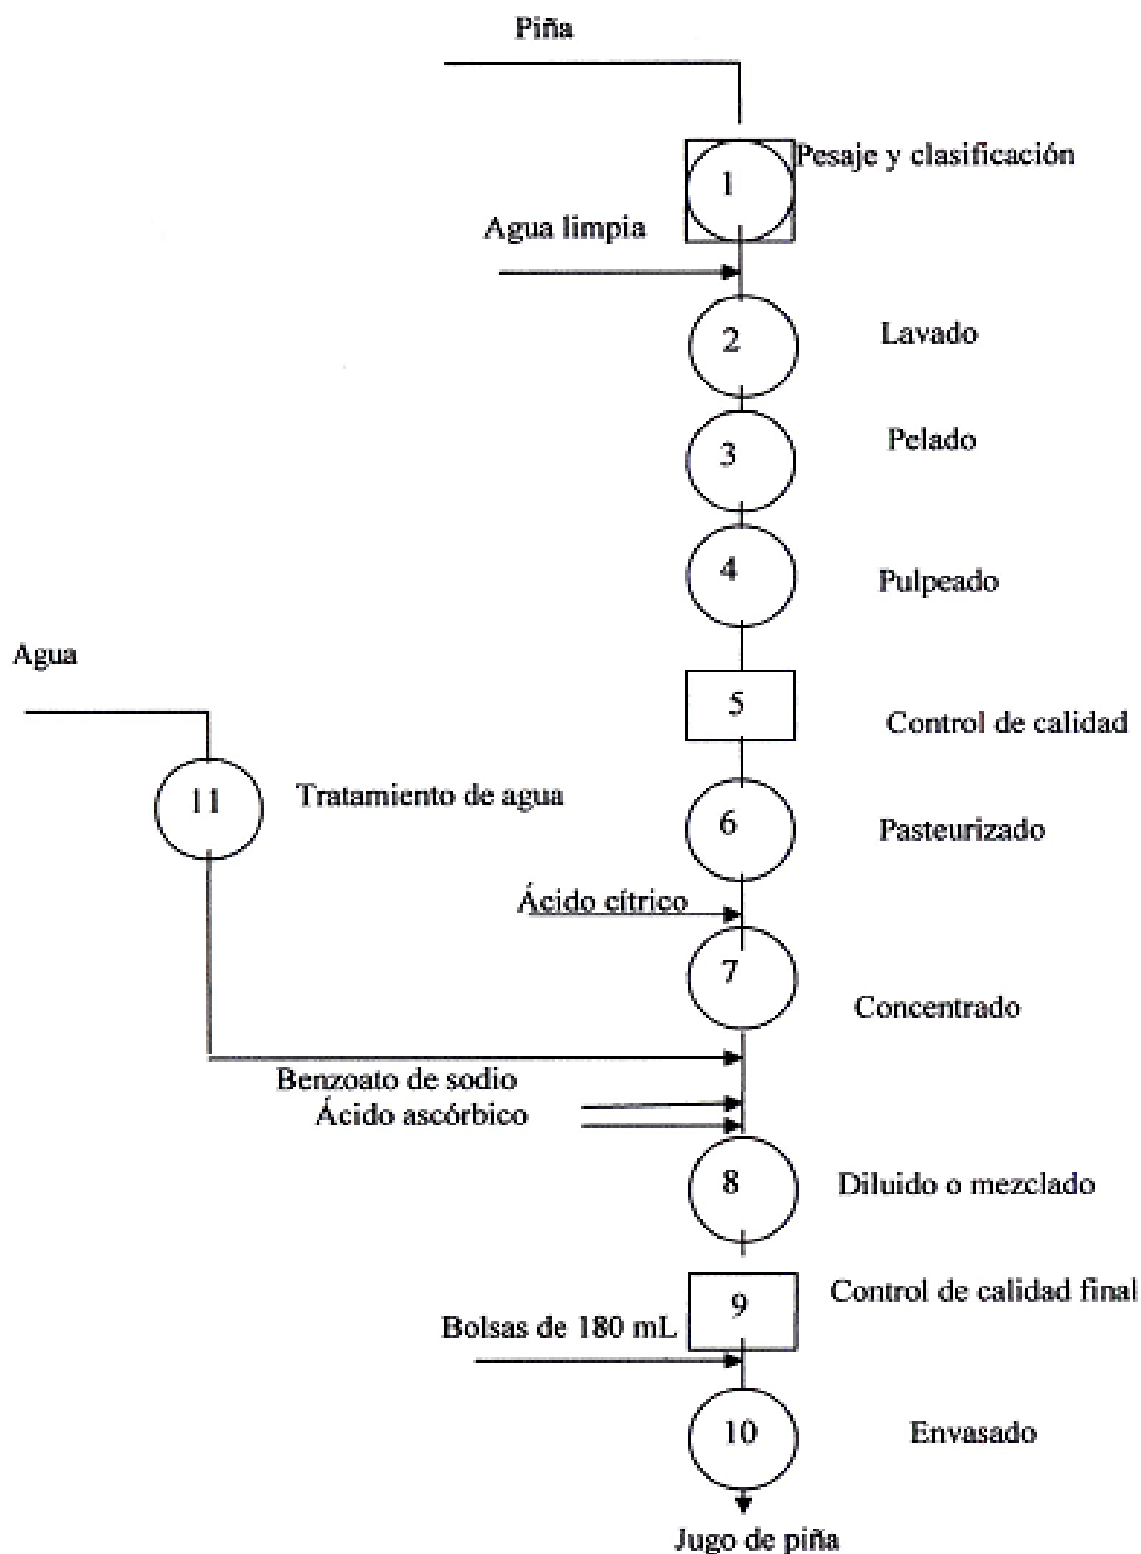 Piña
1
Pesaje y clasificación
Agua limpia
2
Lavado
3
Pelado
4
Pulpeado
Agua
5
Control de calidad
11
Tratamiento de agua
6
Pasteurizado
Ácido cítrico
7
Concentrado
Benzoato de sodio
Ácido ascórbico
8
Diluido o mezclado
9
Control de calidad final
Bolsas de 180 mL
10
Envasado
Jugo de piña